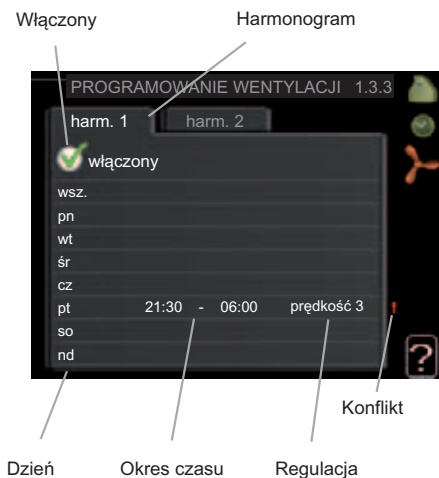 Włączony Harmonogram
PROGRAMOWANIE WENTYLACJI 1.3.3
harm. 1 harm. 2
włączony
wsz.
pn
wt
śr
cz
pt 21:30 - 06:00 prędkość 3 !
so
nd
?
Konflikt
Dzień Okres czasu Regulacja